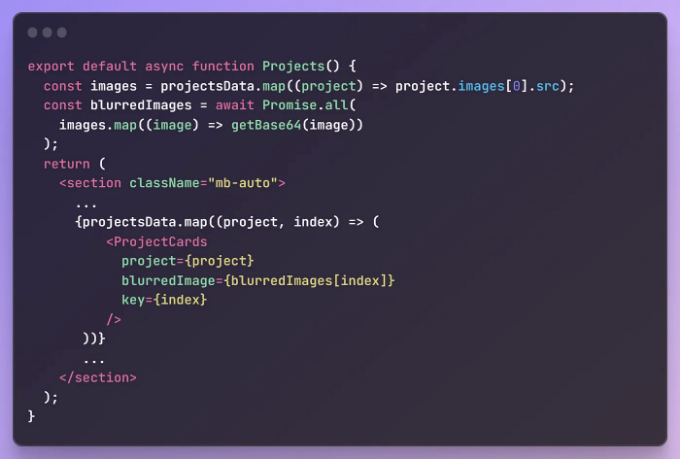 export default async function Projects() {
  const images = projectsData.map((project) => project.images[0].src);
  const blurredImages = await Promise.all(
    images.map((image) => getBase64(image))
  );
  return (
    <section className="mb-auto">
      ...
      {projectsData.map((project, index) => (
          <ProjectCards
            project={project}
            blurredImage={blurredImages[index]}
            key={index}
          />
       ))}
       ...
    </section>
  );
}